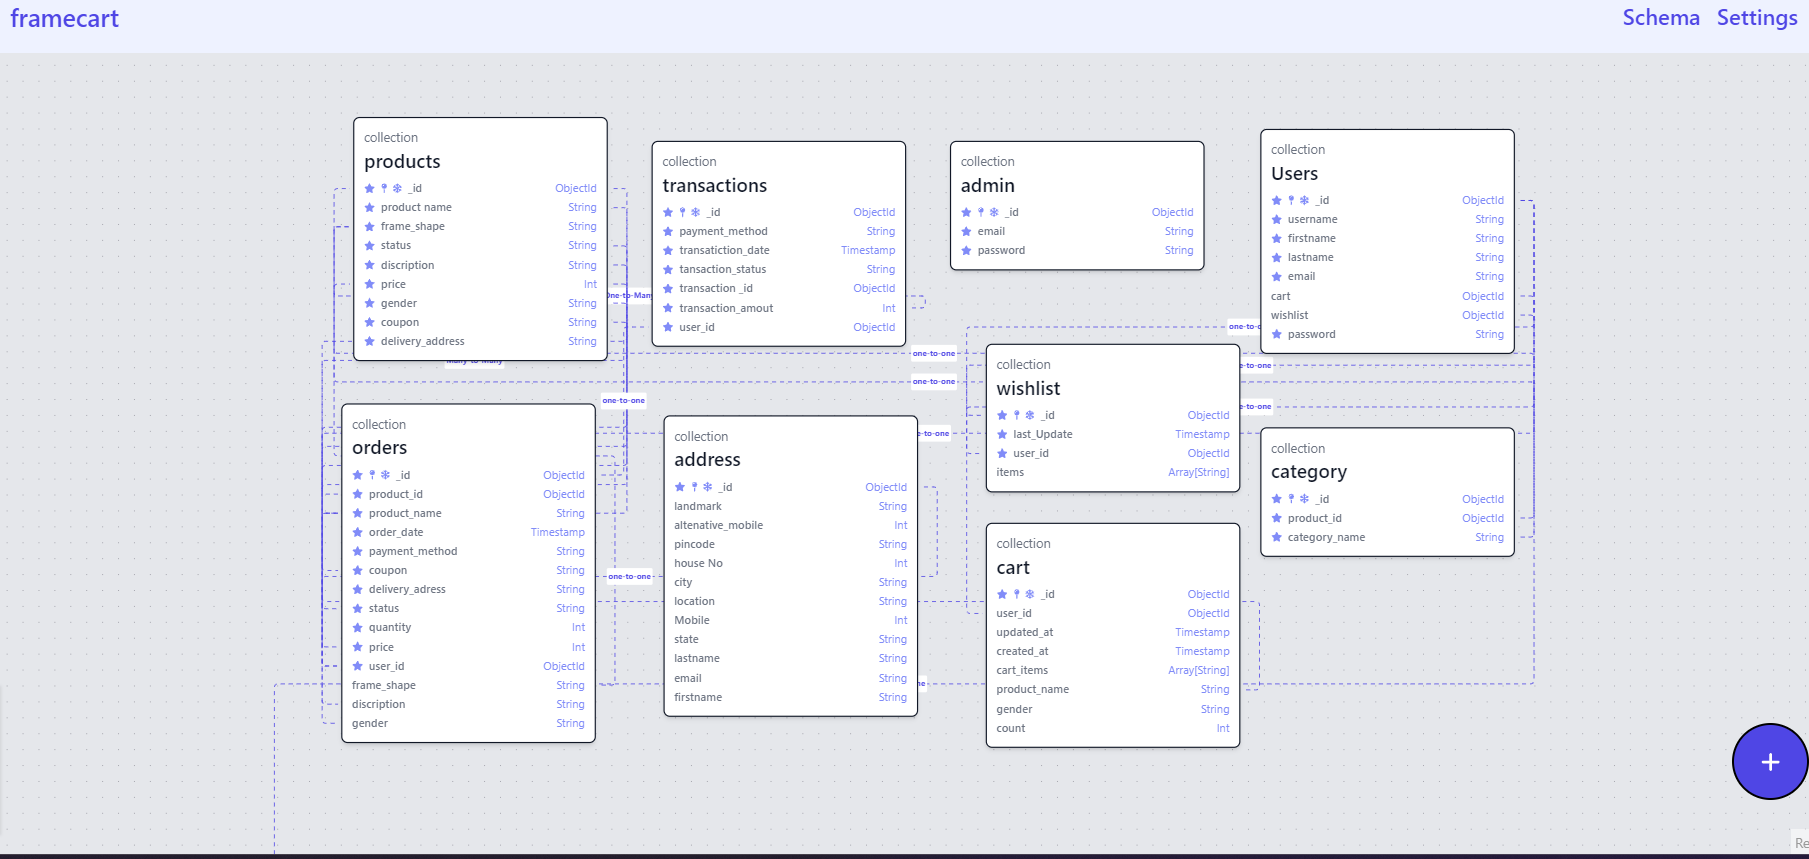 framecart
Schema Settings
collection
products
_id ObjectId
product name String
frame_shape String
status String
discription String
price Int
gender String
coupon String
delivery_address String
collection
transactions
_id ObjectId
payment_method String
transatiction_date Timestamp
tansaction_status String
transaction _id ObjectId
transaction_amout Int
user_id ObjectId
collection
admin
_id ObjectId
email String
password String
collection
Users
_id ObjectId
username String
firstname String
lastname String
email String
cart ObjectId
wishlist ObjectId
password String
One-to-Many
one-to-o
Many-to-Many
one-to-one
one-to-one
e-to-one
e-to-one
one-to-one
e-to-one
one-to-one
ne
collection
wishlist
_id ObjectId
last_Update Timestamp
user_id ObjectId
items Array[String]
collection
orders
_id ObjectId
product_id ObjectId
product_name String
order_date Timestamp
payment_method String
coupon String
delivery_adress String
status String
quantity Int
price Int
user_id ObjectId
frame_shape String
discription String
gender String
collection
address
_id ObjectId
landmark String
altenative_mobile Int
pincode String
house No Int
city String
location String
Mobile Int
state String
lastname String
email String
firstname String
collection
category
_id ObjectId
product_id ObjectId
category_name String
collection
cart
_id ObjectId
user_id ObjectId
updated_at Timestamp
created_at Timestamp
cart_items Array[String]
product_name String
gender String
count Int
+
Re